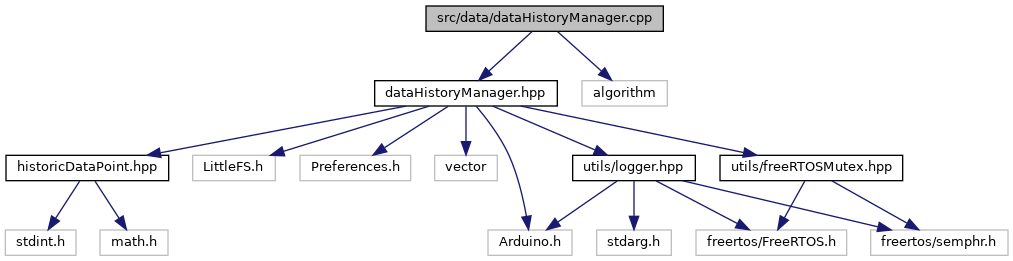 src/data/dataHistoryManager.cpp
dataHistoryManager.hpp
algorithm
historicDataPoint.hpp
LittleFS.h
Preferences.h
vector
utils/logger.hpp
utils/freeRTOSMutex.hpp
stdint.h
math.h
Arduino.h
stdarg.h
freertos/FreeRTOS.h
freertos/semphr.h